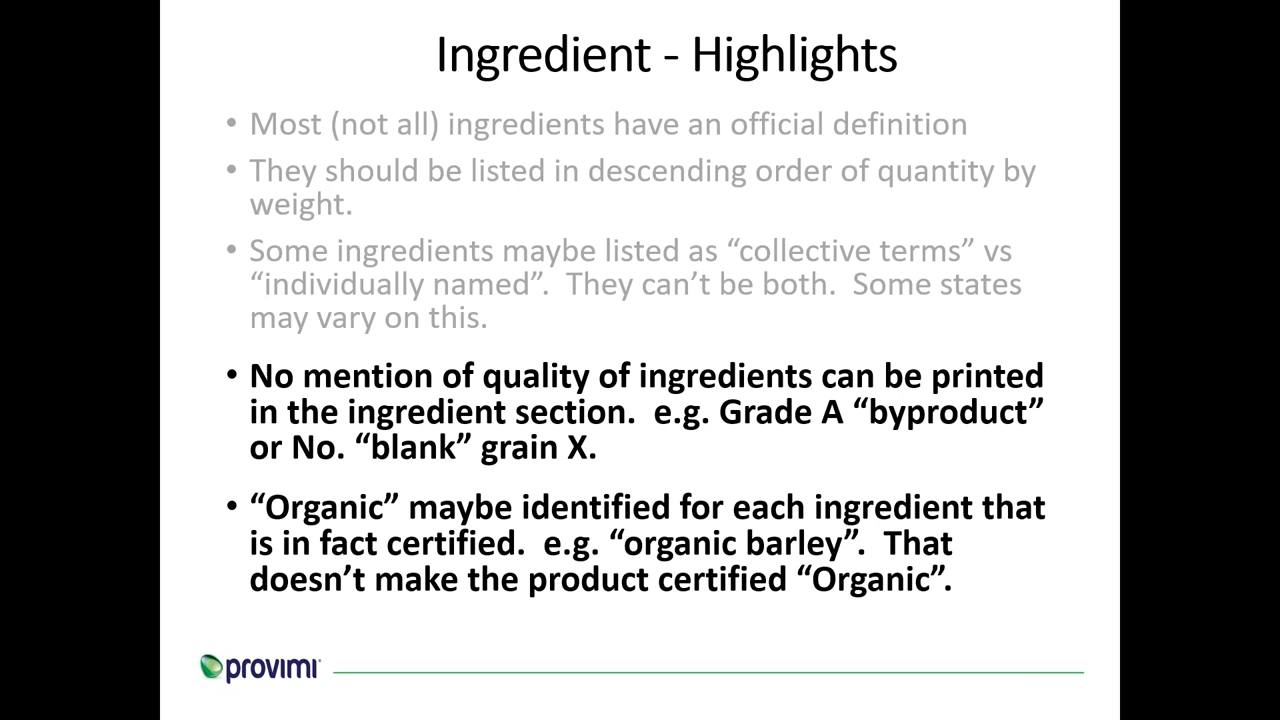 Ingredient - Highlights
• Most (not all) ingredients have an official definition
• They should be listed in descending order of quantity by
weight.
• Some ingredients maybe listed as “collective terms” vs
“individually named”.  They can’t be both.  Some states
may vary on this.
• No mention of quality of ingredients can be printed
in the ingredient section.  e.g. Grade A “byproduct”
or No. “blank” grain X.
• “Organic” maybe identified for each ingredient that
is in fact certified.  e.g. “organic barley”.  That
doesn’t make the product certified “Organic”.
provimi